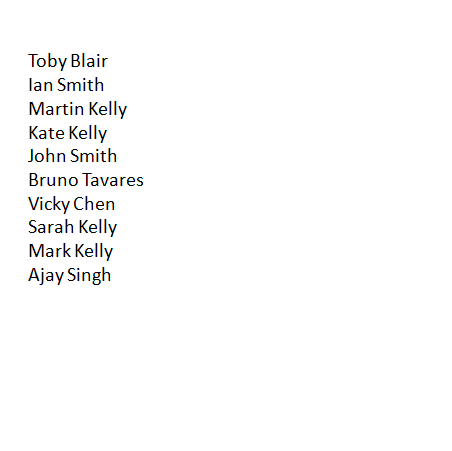 Toby Blair
Ian Smith
Martin Kelly
Kate Kelly
John Smith
Bruno Tavares
Vicky Chen
Sarah Kelly
Mark Kelly
Ajay Singh